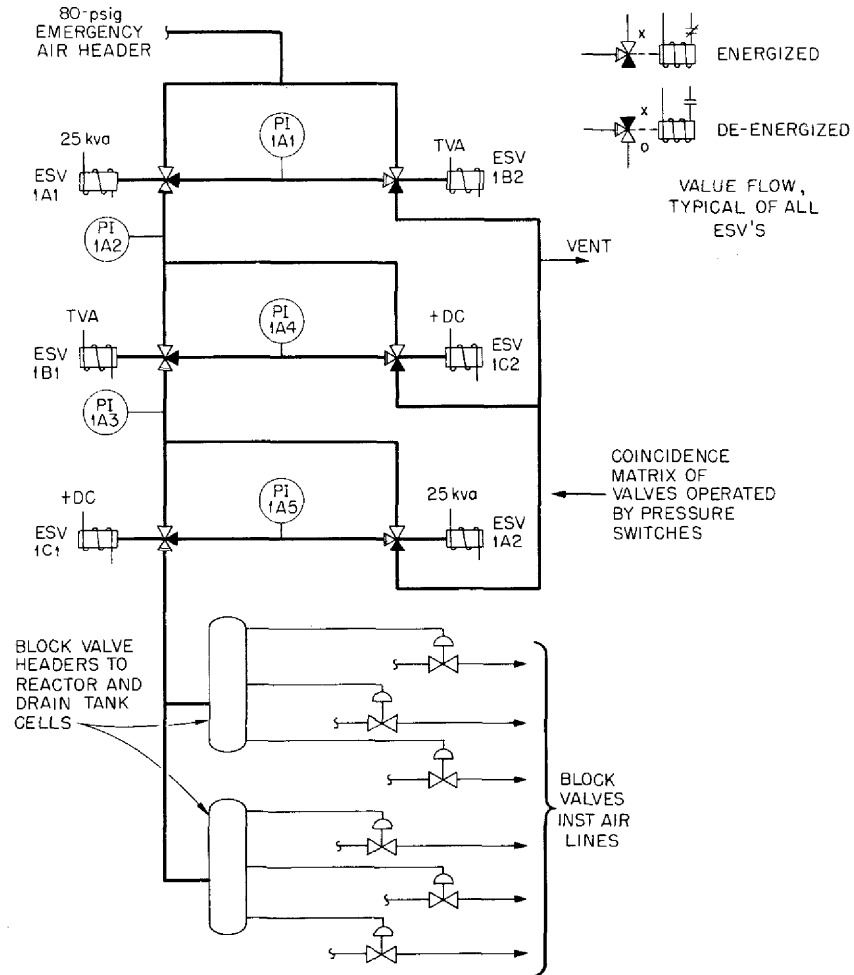 80-psig
EMERGENCY
AIR HEADER
X
ENERGIZED
X
O
DE-ENERGIZED
VALUE FLOW,
TYPICAL OF ALL
ESV'S
PI
1A1
25 kva
ESV
1A1
TVA
ESV
1B2
PI
1A2
VENT
TVA
ESV
1B1
PI
1A4
+DC
ESV
1C2
PI
1A3
+DC
ESV
1C1
PI
1A5
25 kva
ESV
1A2
COINCIDENCE
MATRIX OF
VALVES OPERATED
BY PRESSURE
SWITCHES
BLOCK VALVE
HEADERS TO
REACTOR AND
DRAIN TANK
CELLS
BLOCK
VALVES
INST AIR
LINES